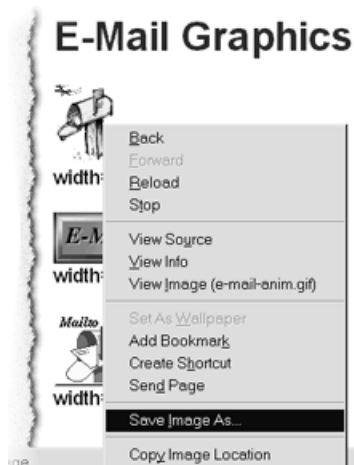 E-Mail Graphics
width=
Back
Forward
Reload
Stop
View Source
View Info
View Image (e-mail-anim.gif)
E-M
width=
Set As Wallpaper
Add Bookmark
Create Shortcut
Send Page
Mailto
width=
Save Image As...
Copy Image Location